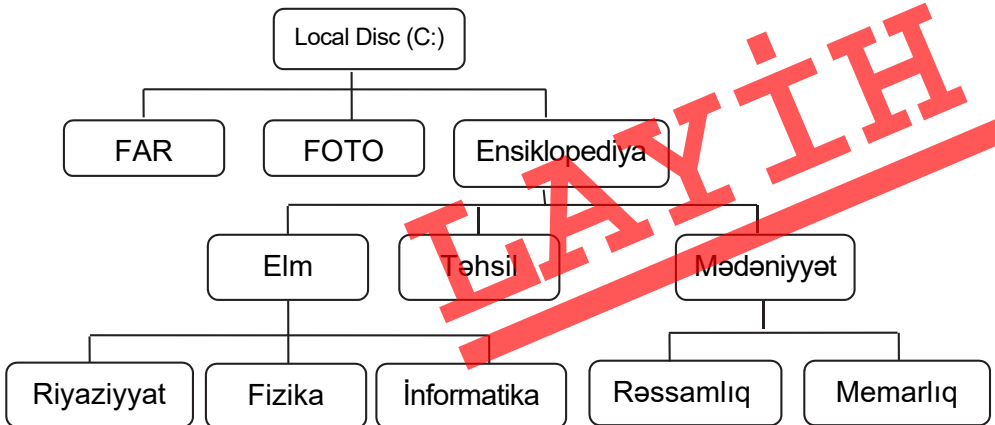 Local Disc (C:)
FAR FOTO Ensiklopediya
Elm Təhsil Mədəniyyət
Riyaziyyat Fizika İnformatika Rəssamlıq Memarlıq
LAYİH